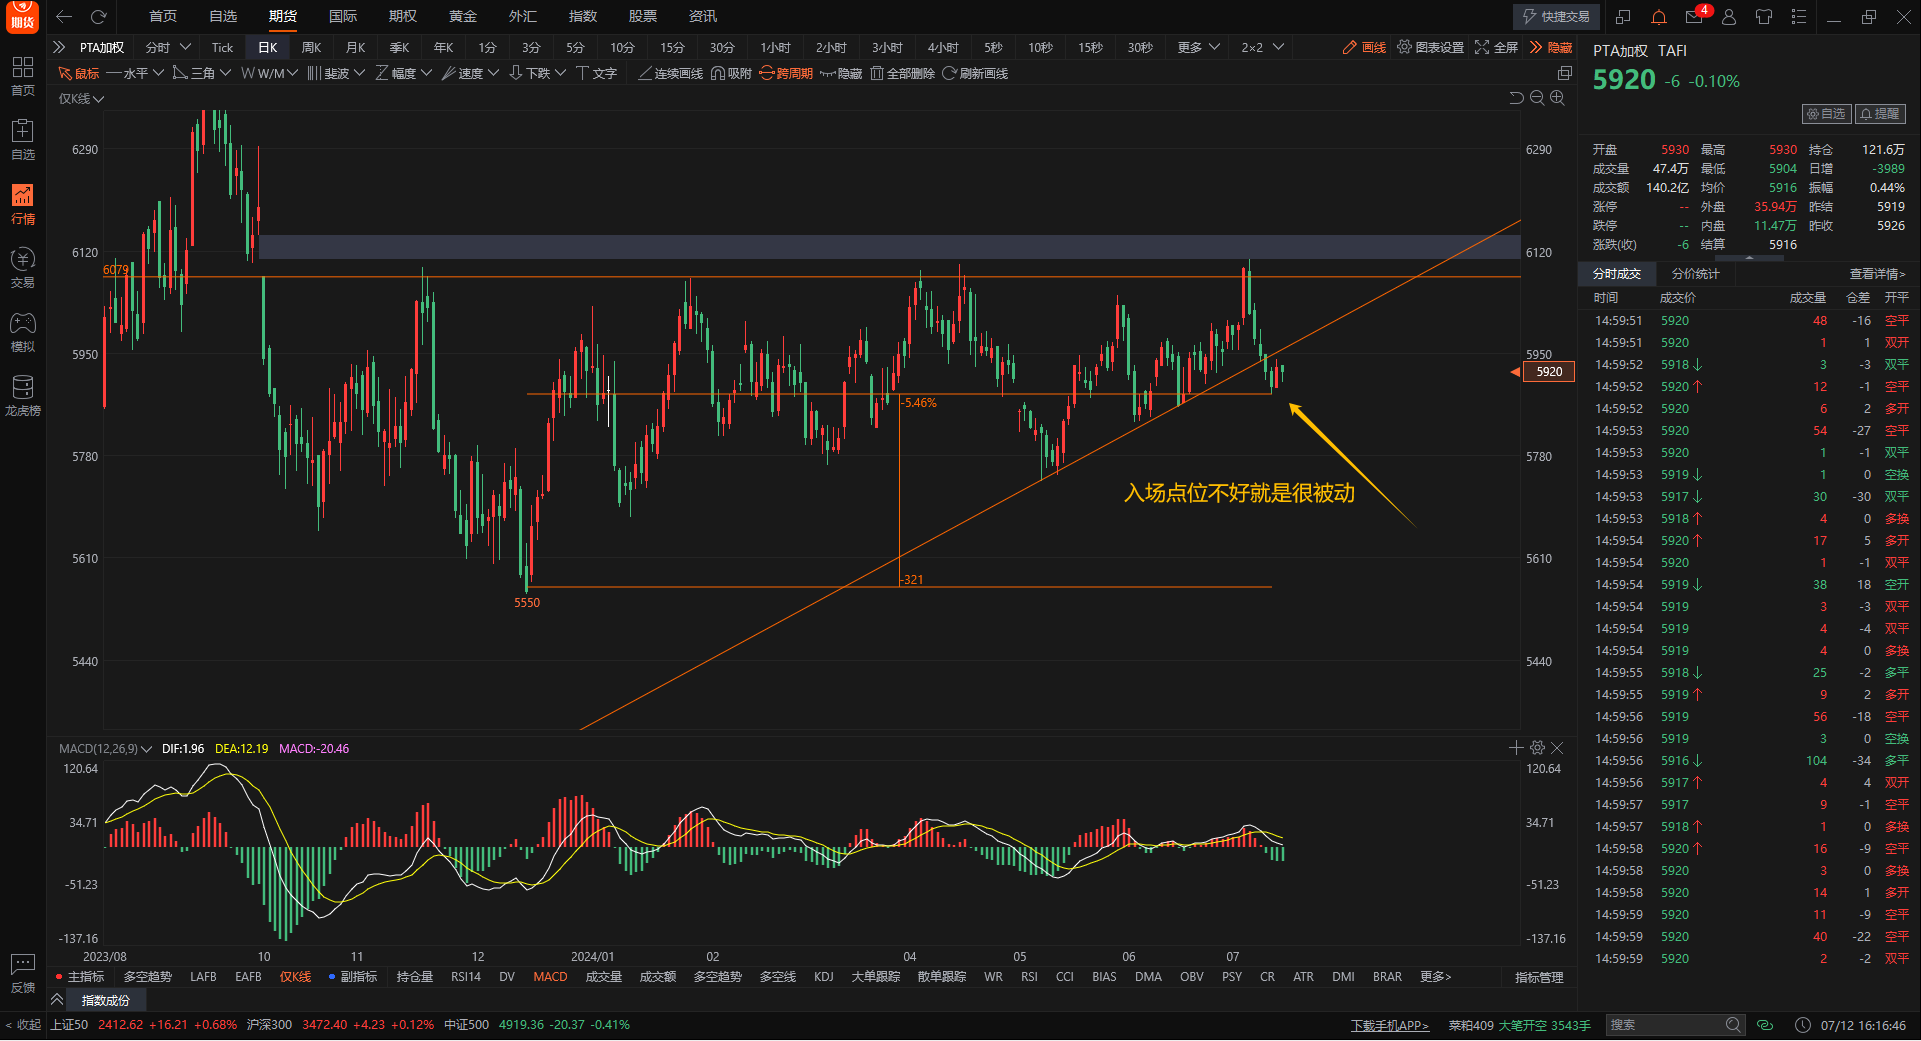 期货
首页 自选 期货 国际 期权 黄金 外汇 指数 股票 资讯
快捷交易 4
PTA加权 分时 Tick 日K 周K 月K 季K 年K 1分 3分 5分 10分 15分 30分 1小时 2小时 3小时 4小时 5秒 10秒 15秒 30秒 更多 2×2 画线 图表设置 全屏 隐藏
鼠标 水平 三角 W/M 斐波 幅度 速度 下跌 文字 连续画线 吸附 跨周期 隐藏 全部删除 刷新画线
仅K线
首页
自选
行情
交易
模拟
龙虎榜
反馈
< 收起
6290 6290
6120 6120
6079
5950 5950
5920
-5.46%
5780 5780
入场点位不好就是很被动
5610 5610
-321
5550
5440 5440
MACD(12,26,9) DIF:1.96 DEA:12.19 MACD:-20.46
120.64 120.64
34.71 34.71
-51.23 -51.23
-137.16 -137.16
2023/08 10 11 12 2024/01 02 04 05 06 07
主指标 多空趋势 LAFB EAFB 仅K线 副指标 持仓量 RSI14 DV MACD 成交量 成交额 多空趋势 多空线 KDJ 大单跟踪 散单跟踪 WR RSI CCI BIAS DMA OBV PSY CR ATR DMI BRAR 更多> 指标管理
指数成份
上证50 2412.62 +16.21 +0.68% 沪深300 3472.40 +4.23 +0.12% 中证500 4919.36 -20.37 -0.41%
下载手机APP> 菜粕409 大笔开空 3543手 搜索 07/12 16:16:46
PTA加权 TAFI
5920 -6 -0.10%
自选 提醒
开盘 5930 最高 5930 持仓 121.6万
成交量 47.4万 最低 5904 日增 -3989
成交额 140.2亿 均价 5916 振幅 0.44%
涨停 -- 外盘 35.94万 昨结 5919
跌停 -- 内盘 11.47万 昨收 5926
涨跌(收) -6 结算 5916
分时成交 分价统计 查看详情>
时间 成交价 成交量 仓差 开平
14:59:51 5920 48 -16 空平
14:59:51 5920 1 1 双开
14:59:52 5918↓ 3 -3 双平
14:59:52 5920↑ 12 -1 空平
14:59:52 5920 6 2 多开
14:59:53 5920 54 -27 空平
14:59:53 5920 1 -1 双平
14:59:53 5919↓ 1 0 空换
14:59:53 5917↓ 30 -30 双平
14:59:53 5918↑ 4 0 多换
14:59:54 5920↑ 17 5 多开
14:59:54 5920 1 -1 双平
14:59:54 5919↓ 38 18 空开
14:59:54 5919 3 -3 双平
14:59:54 5919 4 -4 双平
14:59:54 5919 4 0 多换
14:59:55 5918↓ 25 -2 多平
14:59:55 5919↑ 9 2 多开
14:59:56 5919 56 -18 空平
14:59:56 5919 3 0 空换
14:59:56 5916↓ 104 -34 多平
14:59:56 5917↑ 4 4 双开
14:59:57 5917 9 -1 空平
14:59:57 5918↑ 1 0 多换
14:59:58 5920↑ 16 -9 空平
14:59:58 5920 3 0 多换
14:59:58 5920 14 1 多开
14:59:59 5920 11 -9 空平
14:59:59 5920 40 -22 空平
14:59:59 5920 2 -2 双平